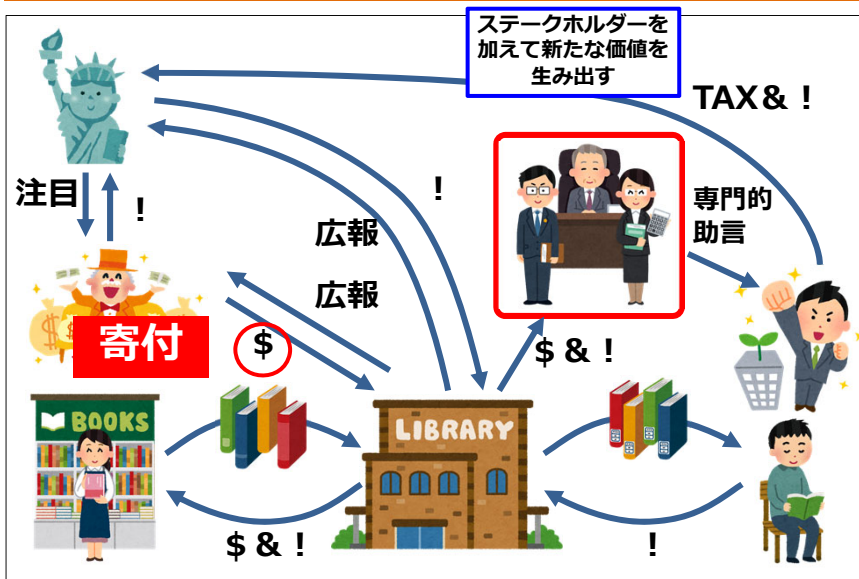 ステークホルダーを
加えて新たな価値を
生み出す
TAX＆！
注目
！
！
広報
専門的
助言
広報
寄付
$
$＆！
BOOKS
LIBRARY
$＆！
！